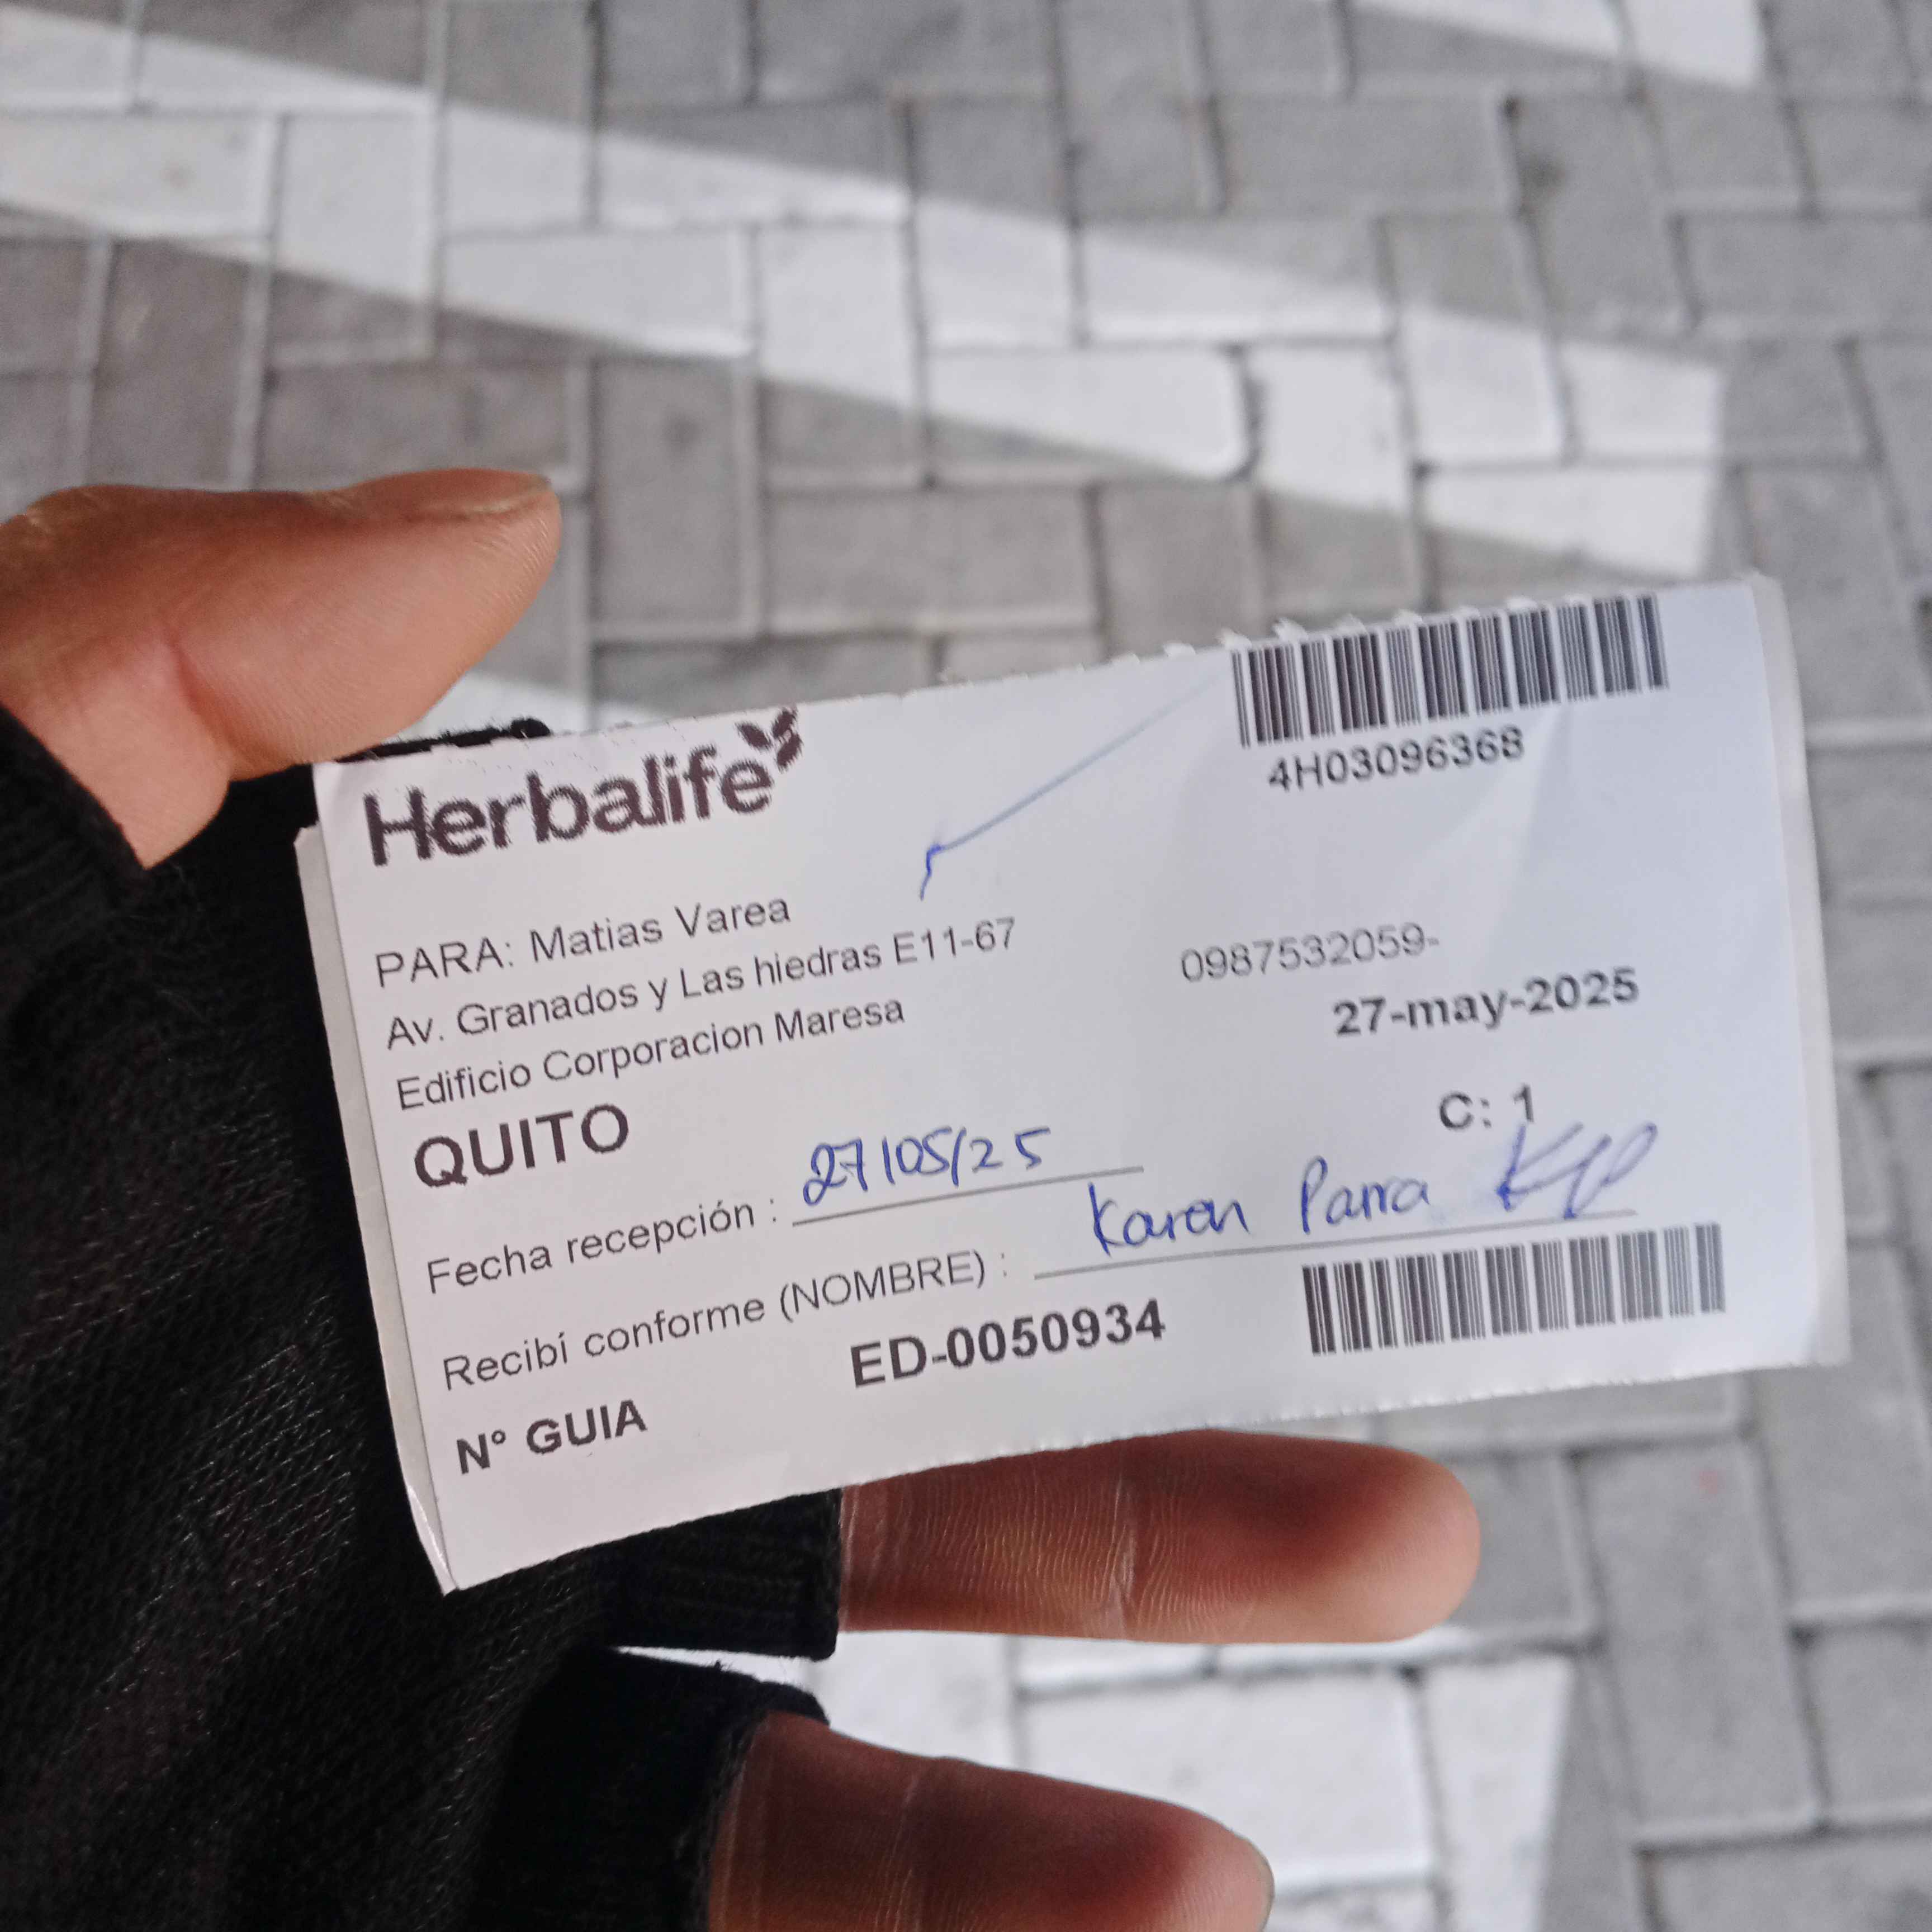 Herbalife
4H03096368
PARA: Matias Varea
Av. Granados y Las hiedras E11-67
0987532059-
Edificio Corporacion Maresa
27-may-2025
QUITO
C: 1
Fecha recepción : 27/05/25
Recibí conforme (NOMBRE) : Karen Parra
N° GUIA ED-0050934